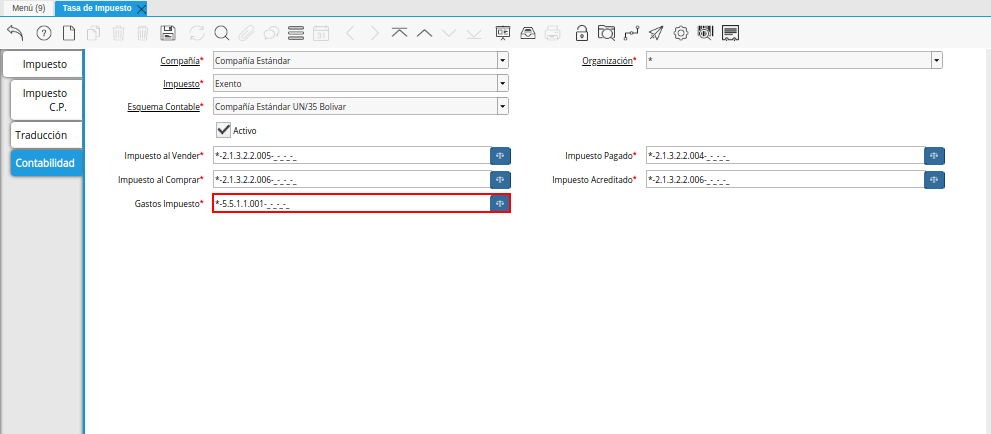 Menú (9) Tasa de Impuesto
Impuesto
Impuesto C.P.
Traducción
Contabilidad
Compañía* Compañía Estándar Organización* *
Impuesto* Exento
Esquema Contable* Compañía Estándar UN/35 Bolivar
Activo
Impuesto al Vender* *-2.1.3.2.2.005-_-_-_-_ Impuesto Pagado* *-2.1.3.2.2.004-_-_-_-_
Impuesto al Comprar* *-2.1.3.2.2.006-_-_-_-_ Impuesto Acreditado* *-2.1.3.2.2.006-_-_-_-_
Gastos Impuesto* *-5.5.1.1.001-_-_-_-_